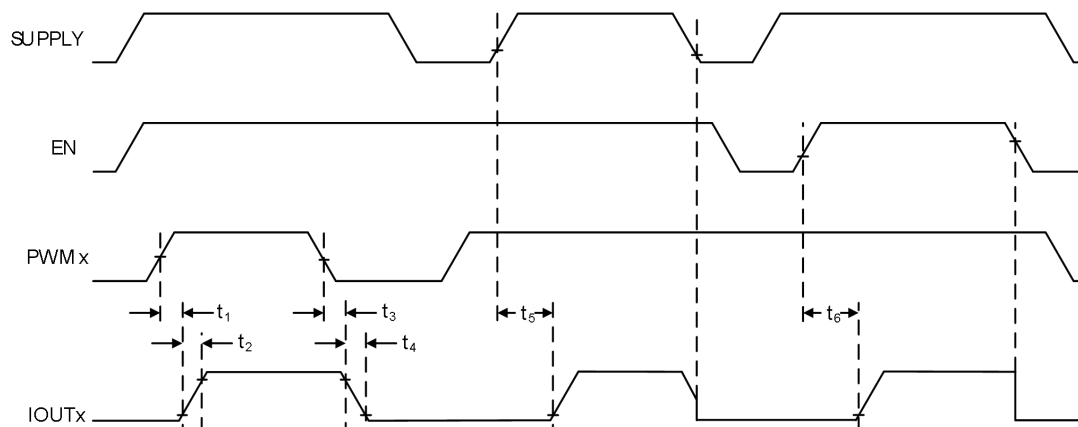 SUPPLY
EN
PWMx
t1
t2
t3
t4
t5
t6
IOUTx